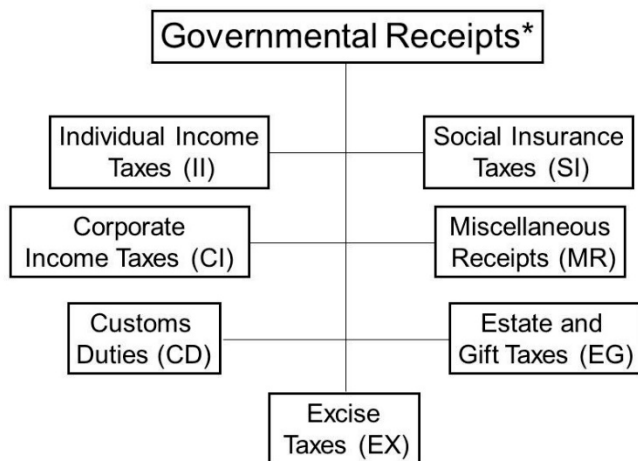 Governmental Receipts*
Individual Income
Taxes (II)
Social Insurance
Taxes (SI)
Corporate
Income Taxes (CI)
Miscellaneous
Receipts (MR)
Customs
Duties (CD)
Estate and
Gift Taxes (EG)
Excise
Taxes (EX)